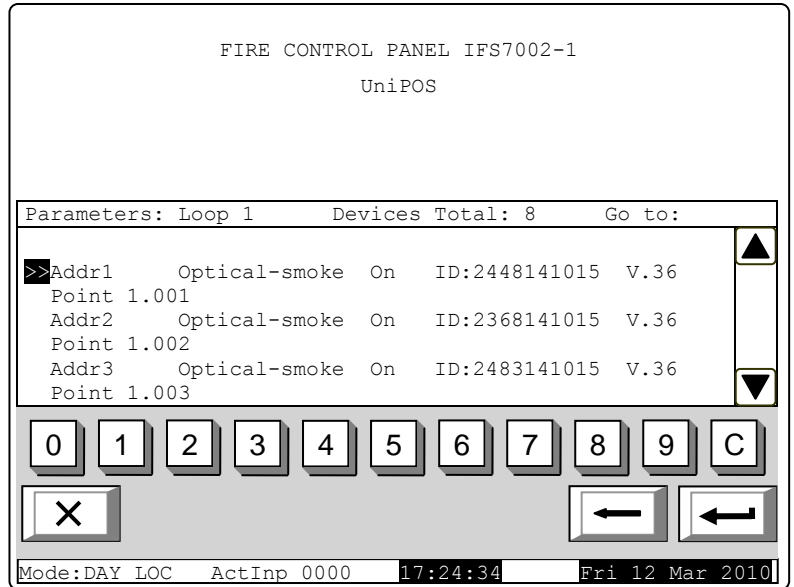 FIRE CONTROL PANEL IFS7002-1
UniPOS
Parameters: Loop 1 Devices Total: 8 Go to:
>>Addr1 Optical-smoke On ID:2448141015 V.36
Point 1.001
Addr2 Optical-smoke On ID:2368141015 V.36
Point 1.002
Addr3 Optical-smoke On ID:2483141015 V.36
Point 1.003
0 1 2 3 4 5 6 7 8 9 C
Mode:DAY LOC ActInp 0000 17:24:34 Fri 12 Mar 2010